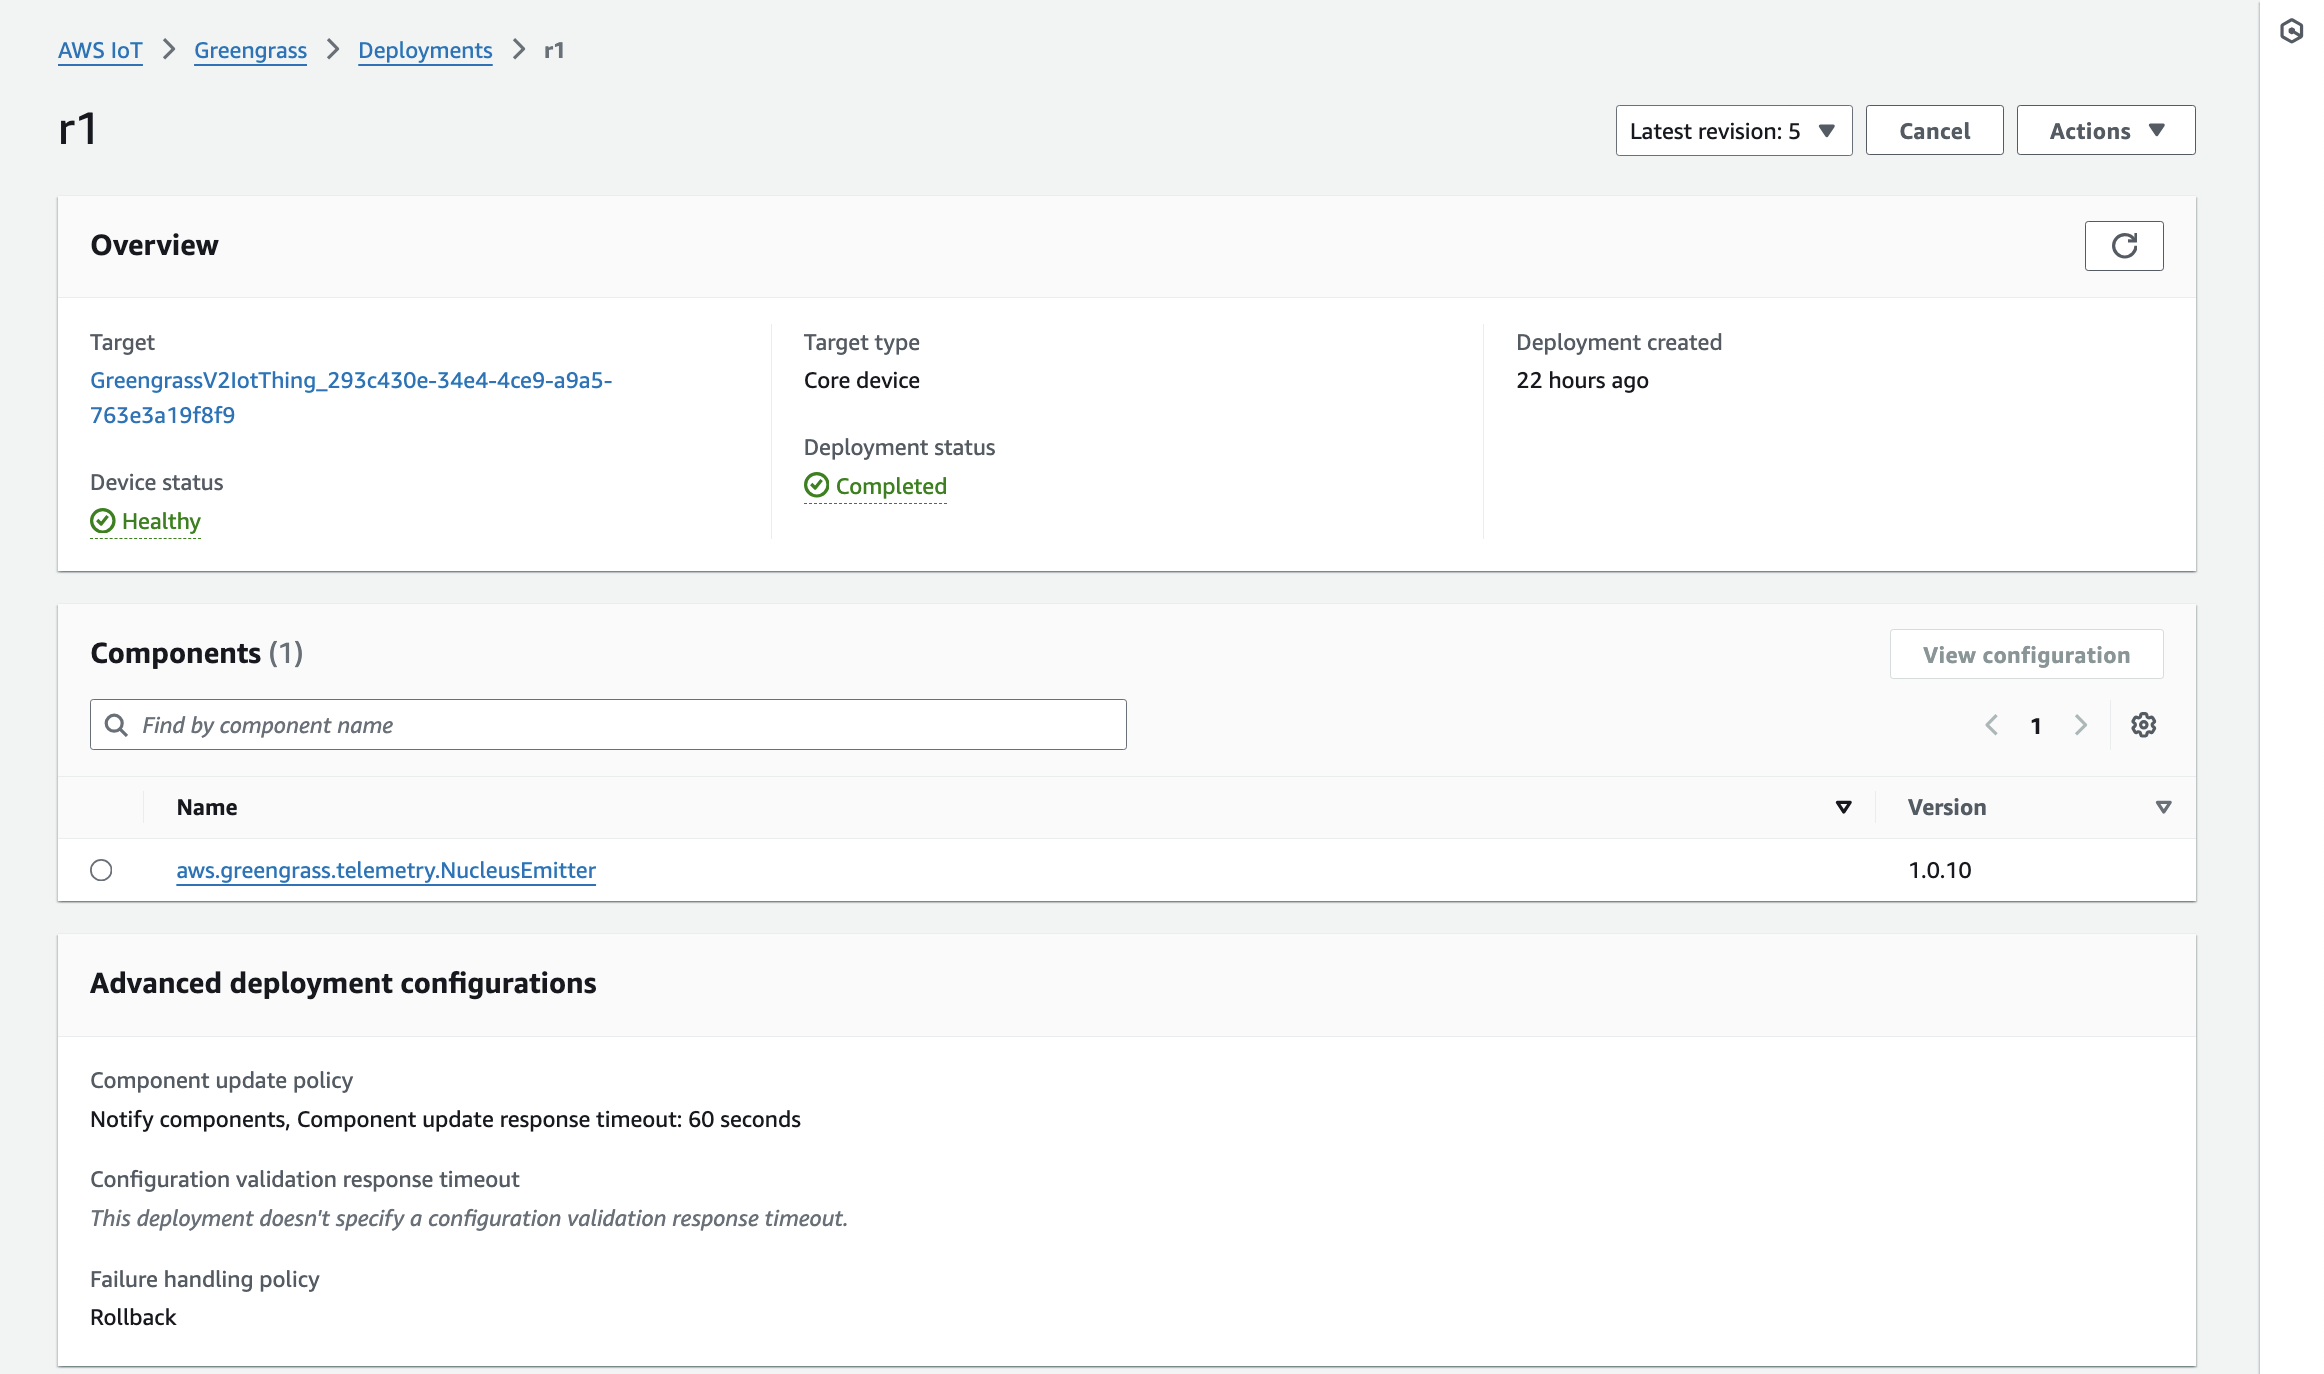 AWS IoT > Greengrass > Deployments > r1
r1
Latest revision: 5
Cancel
Actions
Overview
Target
GreengrassV2IotThing_293c430e-34e4-4ce9-a9a5-
763e3a19f8f9
Device status
Healthy
Target type
Core device
Deployment status
Completed
Deployment created
22 hours ago
Components (1)
View configuration
Find by component name
1
Name
Version
aws.greengrass.telemetry.NucleusEmitter
1.0.10
Advanced deployment configurations
Component update policy
Notify components, Component update response timeout: 60 seconds
Configuration validation response timeout
This deployment doesn't specify a configuration validation response timeout.
Failure handling policy
Rollback